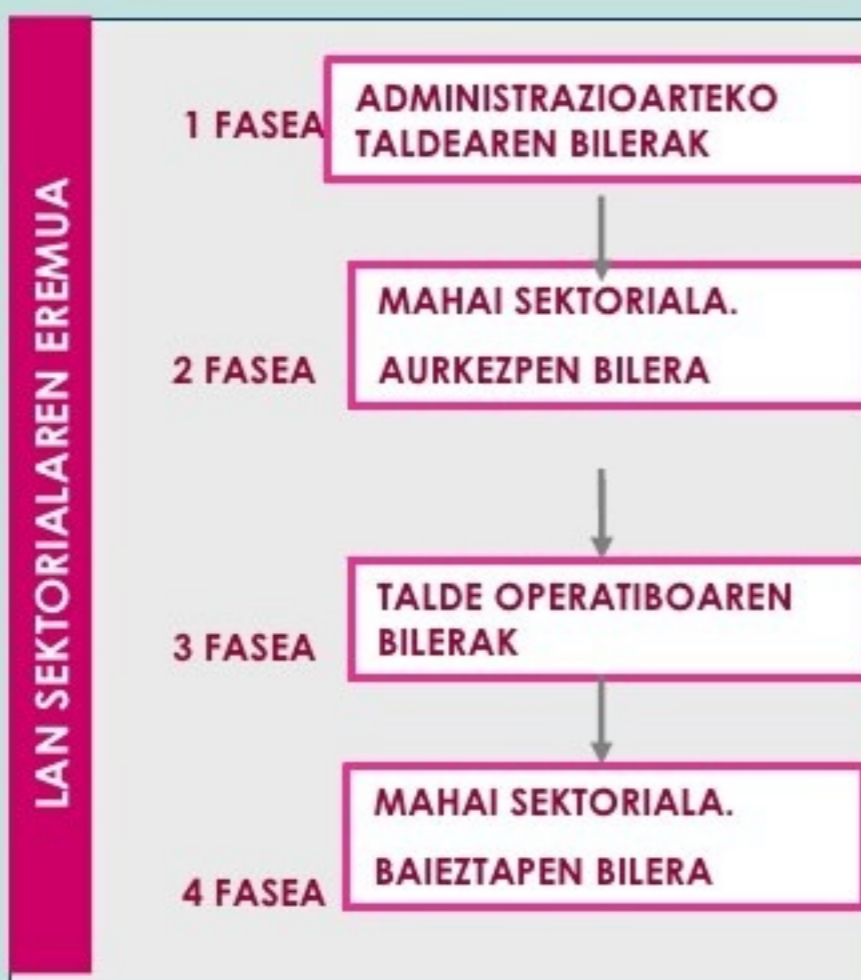 LAN SEKTORIALAREN EREMUA
1 FASEA
ADMINISTRAZIOARTEKO
TALDEAREN BILERAK
2 FASEA
MAHAI SEKTORIALA.
AURKEZPEN BILERA
3 FASEA
TALDE OPERATIBOAREN
BILERAK
4 FASEA
MAHAI SEKTORIALA.
BAIEZTAPEN BILERA